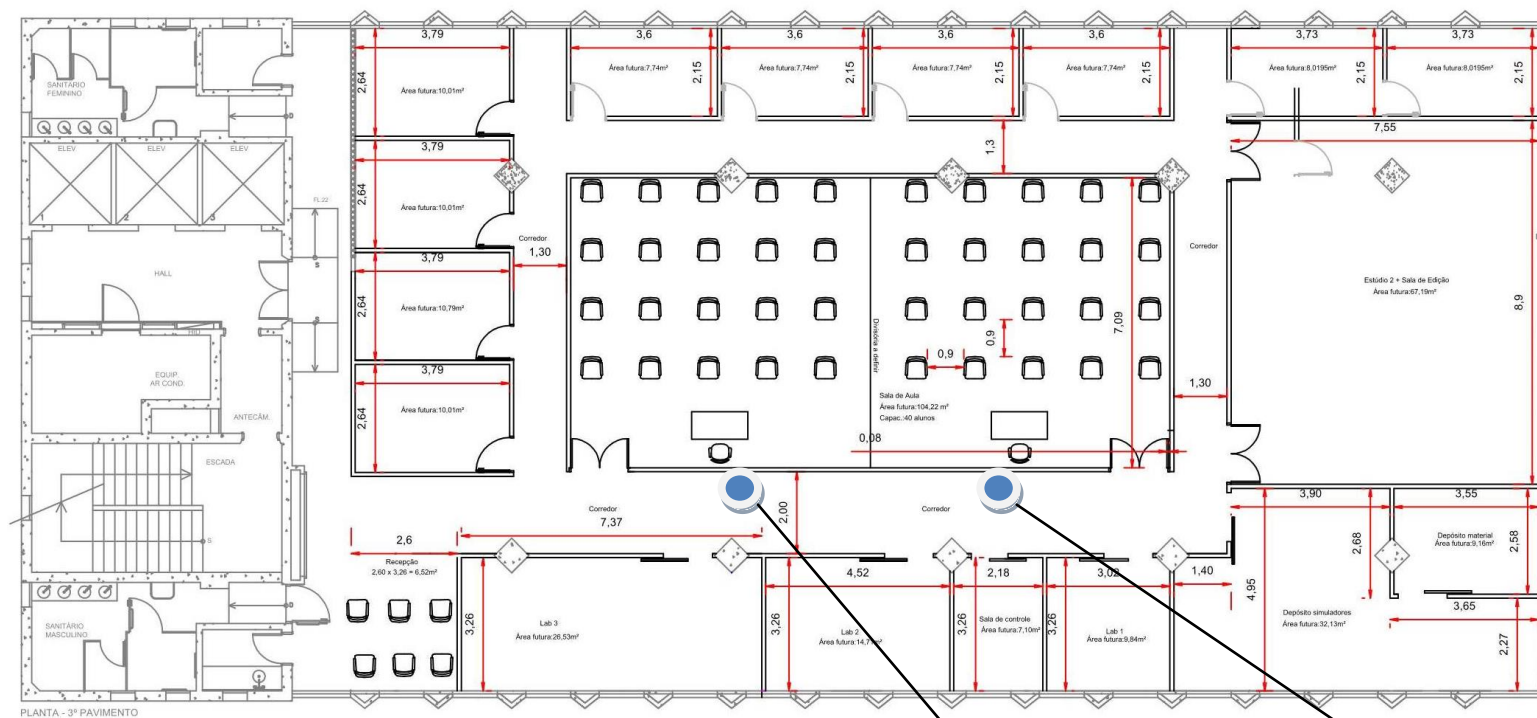 3,79
3,6
3,6
3,6
3,6
3,73
3,73
2,64
Área futura:10,01m²
Área futura:7,74m²
2,15
Área futura:7,74m²
2,15
Área futura:7,74m²
2,15
Área futura:7,74m²
2,15
Área futura:8,0195m²
2,15
Área futura:8,0195m²
2,15
SANITÁRIO
FEMININO
ELEV
ELEV
ELEV
1
2
3
3,79
2,64
Área futura:10,01m²
1,3
7,55
FL.22
S
S
HALL
Corredor
1,30
Corredor
3,79
2,64
Área futura:10,79m²
Estúdio 2 + Sala de Edição
Área futura:67,19m²
8,9
HID
EQUIP.
AR COND.
ANTECÂM.
Divisória a definir
0,9
0,9
7,09
3,79
2,64
Área futura:10,01m²
Sala de Aula
Área futura:104,22 m²
Capac.:40 alunos
1,30
0,08
ESCADA
S
Corredor
7,37
2,00
Corredor
3,90
3,55
2,68
2,58
Depósito material
Área futura:9,16m²
2,6
Recepção
2,60 x 3,26 = 6,52m²
4,52
2,18
3,02
1,40
4,95
3,65
SANITÁRIO
MASCULINO
3,26
Lab 3
Área futura:26,53m²
3,26
Lab 2
3,26
Sala de controle
Área futura:7,10m²
3,26
Lab 1
Área futura:9,84m²
Depósito simuladores
Área futura:32,13m²
2,27
PLANTA - 3º PAVIMENTO